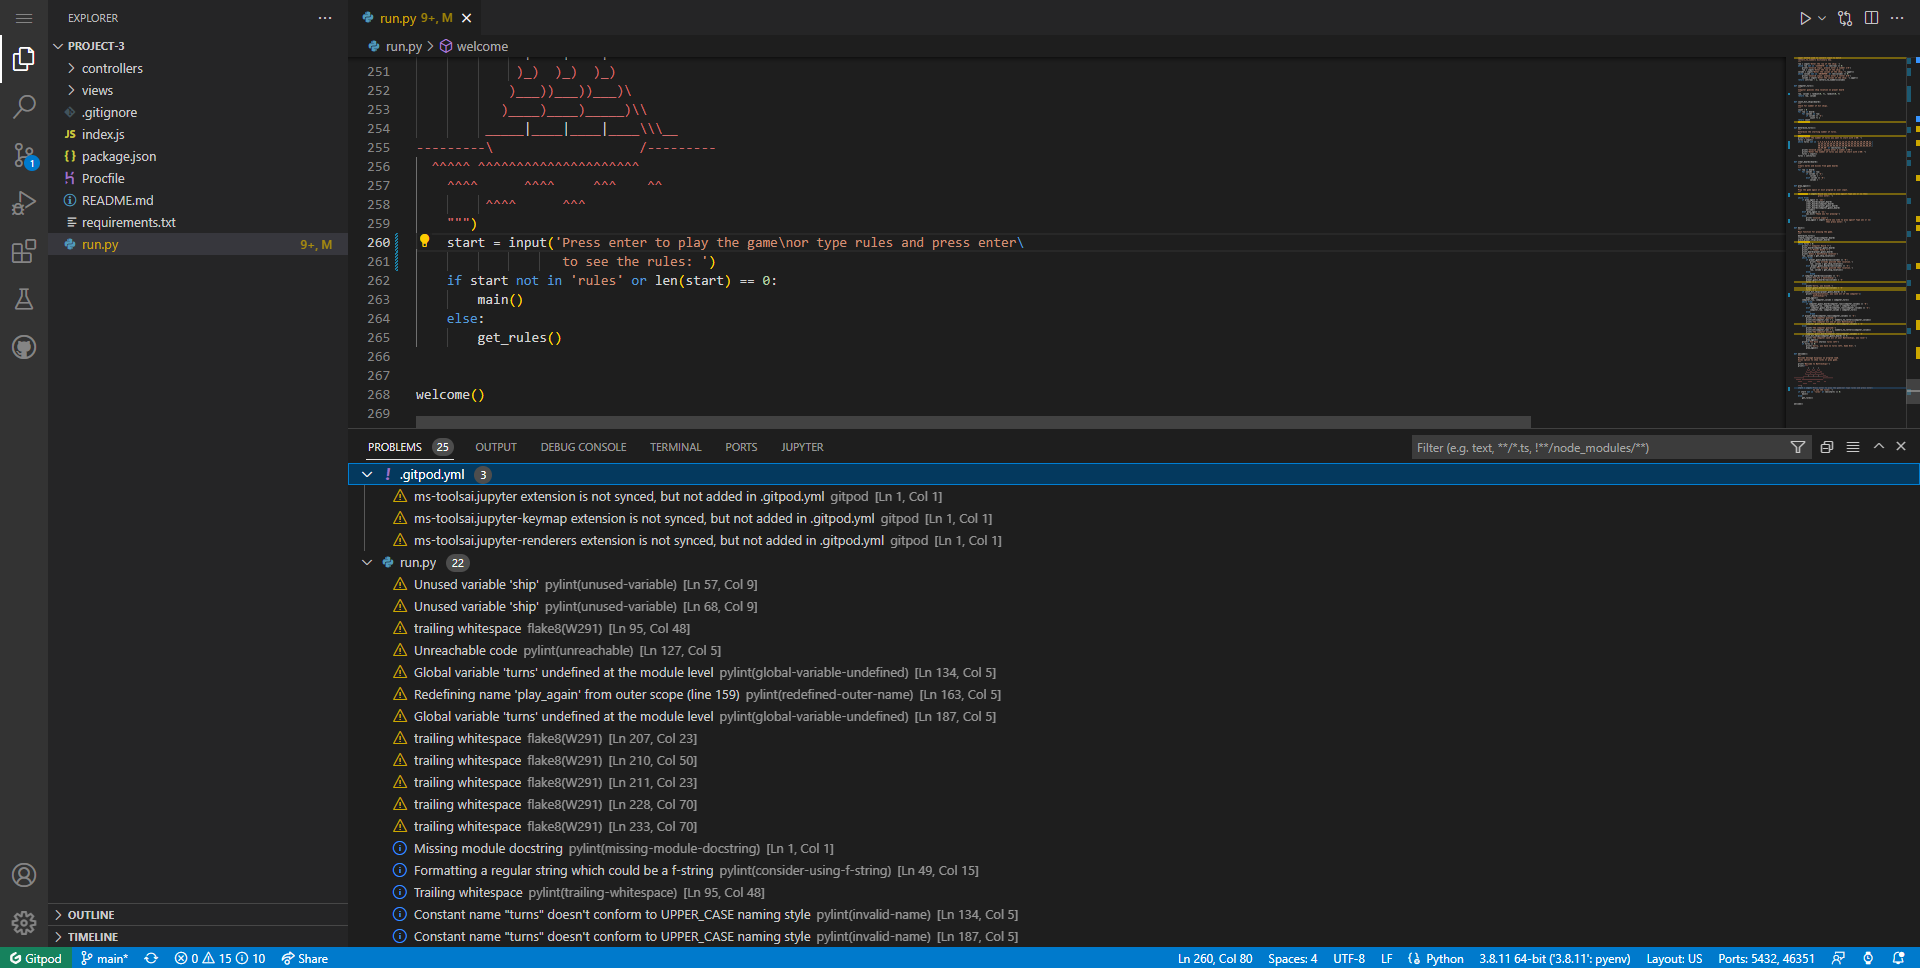 EXPLORER
PROJECT-3
controllers
views
.gitignore
JS index.js
{} package.json
Procfile
README.md
requirements.txt
run.py 9+, M
OUTLINE
TIMELINE
run.py 9+, M
run.py > welcome
251 )_)  )_)  )_)
252 )___))___))___)\
253 )____)____)_____)\\
254 _____|____|____|____\\\__
255 ---------\                   /---------
256 ^^^^^ ^^^^^^^^^^^^^^^^^^^^^
257 ^^^^      ^^^^     ^^^    ^^
258 ^^^^      ^^^
259 """)
260 start = input('Press enter to play the game\nor type rules and press enter\
261 to see the rules: ')
262 if start not in 'rules' or len(start) == 0:
263 main()
264 else:
265 get_rules()
266
267
268 welcome()
269
PROBLEMS 25 OUTPUT DEBUG CONSOLE TERMINAL PORTS JUPYTER
Filter (e.g. text, **/*.ts, !**/node_modules/**)
! .gitpod.yml 3
ms-toolsai.jupyter extension is not synced, but not added in .gitpod.yml gitpod [Ln 1, Col 1]
ms-toolsai.jupyter-keymap extension is not synced, but not added in .gitpod.yml gitpod [Ln 1, Col 1]
ms-toolsai.jupyter-renderers extension is not synced, but not added in .gitpod.yml gitpod [Ln 1, Col 1]
run.py 22
Unused variable 'ship' pylint(unused-variable) [Ln 57, Col 9]
Unused variable 'ship' pylint(unused-variable) [Ln 68, Col 9]
trailing whitespace flake8(W291) [Ln 95, Col 48]
Unreachable code pylint(unreachable) [Ln 127, Col 5]
Global variable 'turns' undefined at the module level pylint(global-variable-undefined) [Ln 134, Col 5]
Redefining name 'play_again' from outer scope (line 159) pylint(redefined-outer-name) [Ln 163, Col 5]
Global variable 'turns' undefined at the module level pylint(global-variable-undefined) [Ln 187, Col 5]
trailing whitespace flake8(W291) [Ln 207, Col 23]
trailing whitespace flake8(W291) [Ln 210, Col 50]
trailing whitespace flake8(W291) [Ln 211, Col 23]
trailing whitespace flake8(W291) [Ln 228, Col 70]
trailing whitespace flake8(W291) [Ln 233, Col 70]
Missing module docstring pylint(missing-module-docstring) [Ln 1, Col 1]
Formatting a regular string which could be a f-string pylint(consider-using-f-string) [Ln 49, Col 15]
Trailing whitespace pylint(trailing-whitespace) [Ln 95, Col 48]
Constant name "turns" doesn't conform to UPPER_CASE naming style pylint(invalid-name) [Ln 134, Col 5]
Constant name "turns" doesn't conform to UPPER_CASE naming style pylint(invalid-name) [Ln 187, Col 5]
1
Gitpod main* 0 15 10 Share Ln 260, Col 80 Spaces: 4 UTF-8 LF Python 3.8.11 64-bit ('3.8.11': pyenv) Layout: US Ports: 5432, 46351